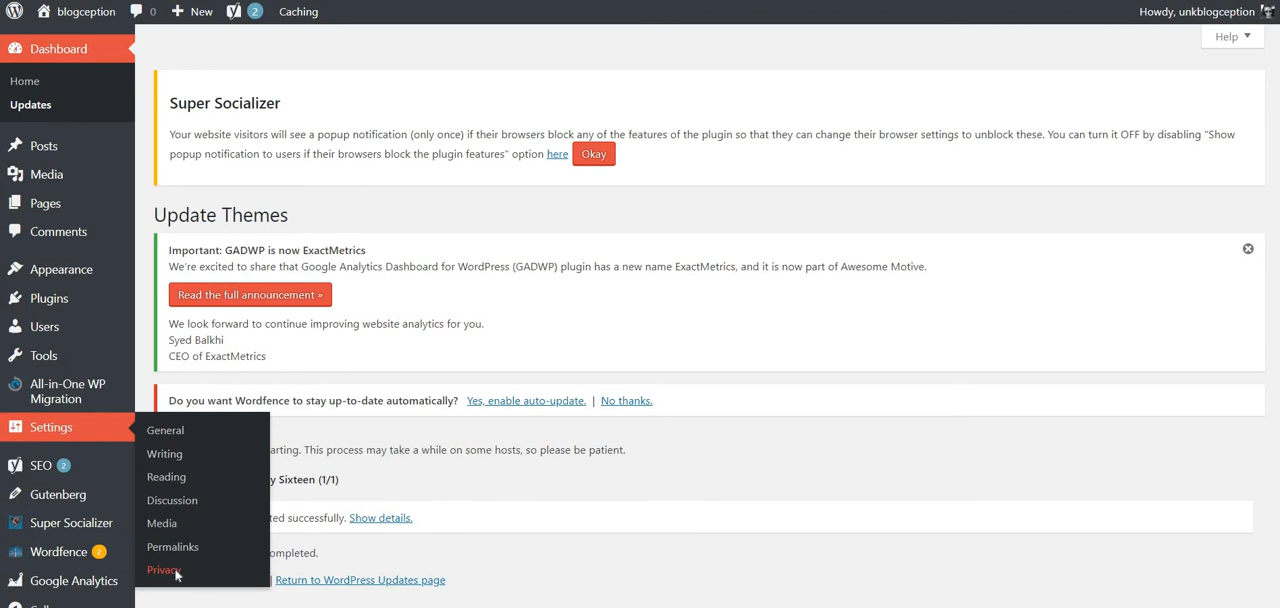 blogception 0 New 2 Caching Howdy, unkblogception
Help
Dashboard
Home
Updates
Posts
Media
Pages
Comments
Appearance
Plugins
Users
Tools
All-in-One WP
Migration
Settings
SEO 2
Gutenberg
Super Socializer
Wordfence 2
Google Analytics
General
Writing
Reading
Discussion
Media
Permalinks
Privacy
Super Socializer
Your website visitors will see a popup notification (only once) if their browsers block any of the features of the plugin so that they can change their browser settings to unblock these. You can turn it OFF by disabling "Show
popup notification to users if their browsers block the plugin features" option here Okay
Update Themes
Important: GADWP is now ExactMetrics
We're excited to share that Google Analytics Dashboard for WordPress (GADWP) plugin has a new name ExactMetrics, and it is now part of Awesome Motive.
Read the full announcement »
We look forward to continue improving website analytics for you.
Syed Balkhi
CEO of ExactMetrics
Do you want Wordfence to stay up-to-date automatically? Yes, enable auto-update. | No thanks.
arting. This process may take a while on some hosts, so please be patient.
y Sixteen (1/1)
ted successfully. Show details.
ompleted.
| Return to WordPress Updates page